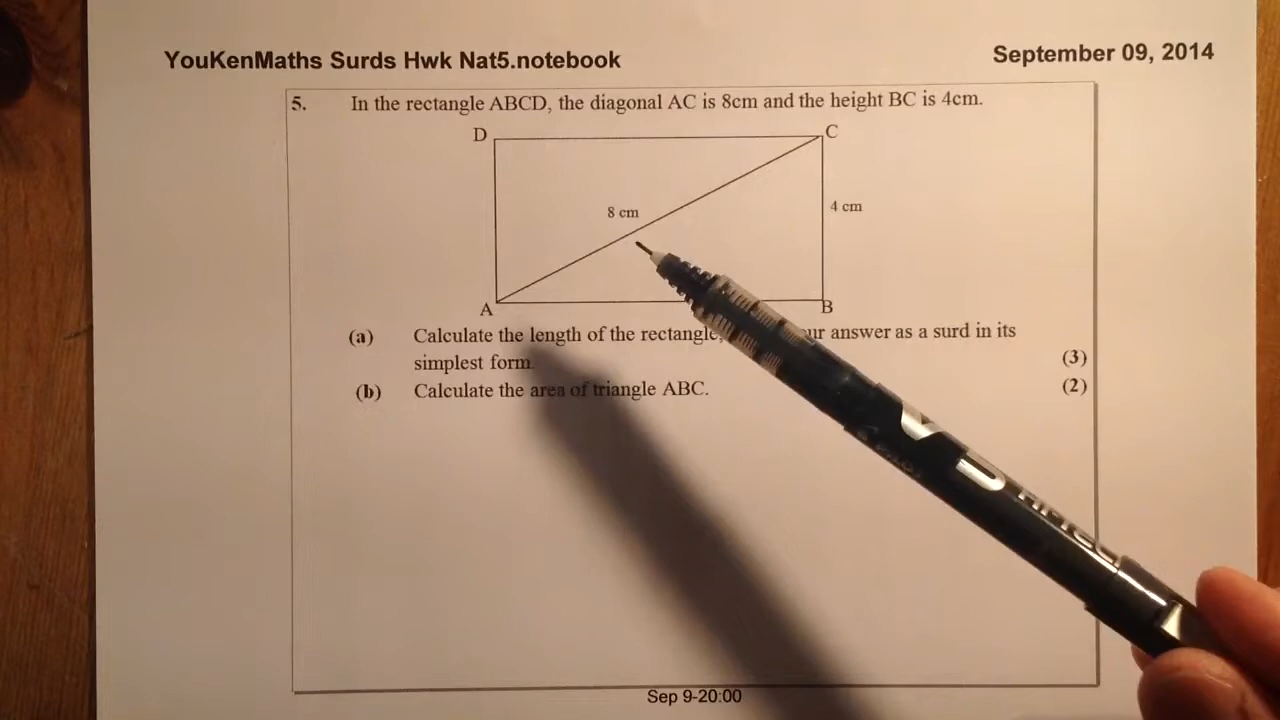 YouKenMaths Surds Hwk Nat5.notebook
September 09, 2014
5. In the rectangle ABCD, the diagonal AC is 8cm and the height BC is 4cm.
D
C
8 cm
4 cm
A
B
(a) Calculate the length of the rectangle, answer as a surd in its
simplest form.
(3)
(b) Calculate the area of triangle ABC.
(2)
Sep 9-20:00